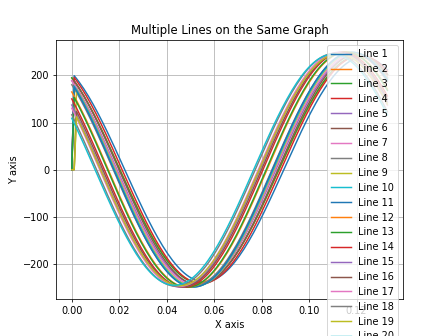 Multiple Lines on the Same Graph
Y axis
200
100
0
−100
−200
0.00
0.02
0.04
0.06
0.08
0.10
X axis
Line 1
Line 2
Line 3
Line 4
Line 5
Line 6
Line 7
Line 8
Line 9
Line 10
Line 11
Line 12
Line 13
Line 14
Line 15
Line 16
Line 17
Line 18
Line 19
Line 20